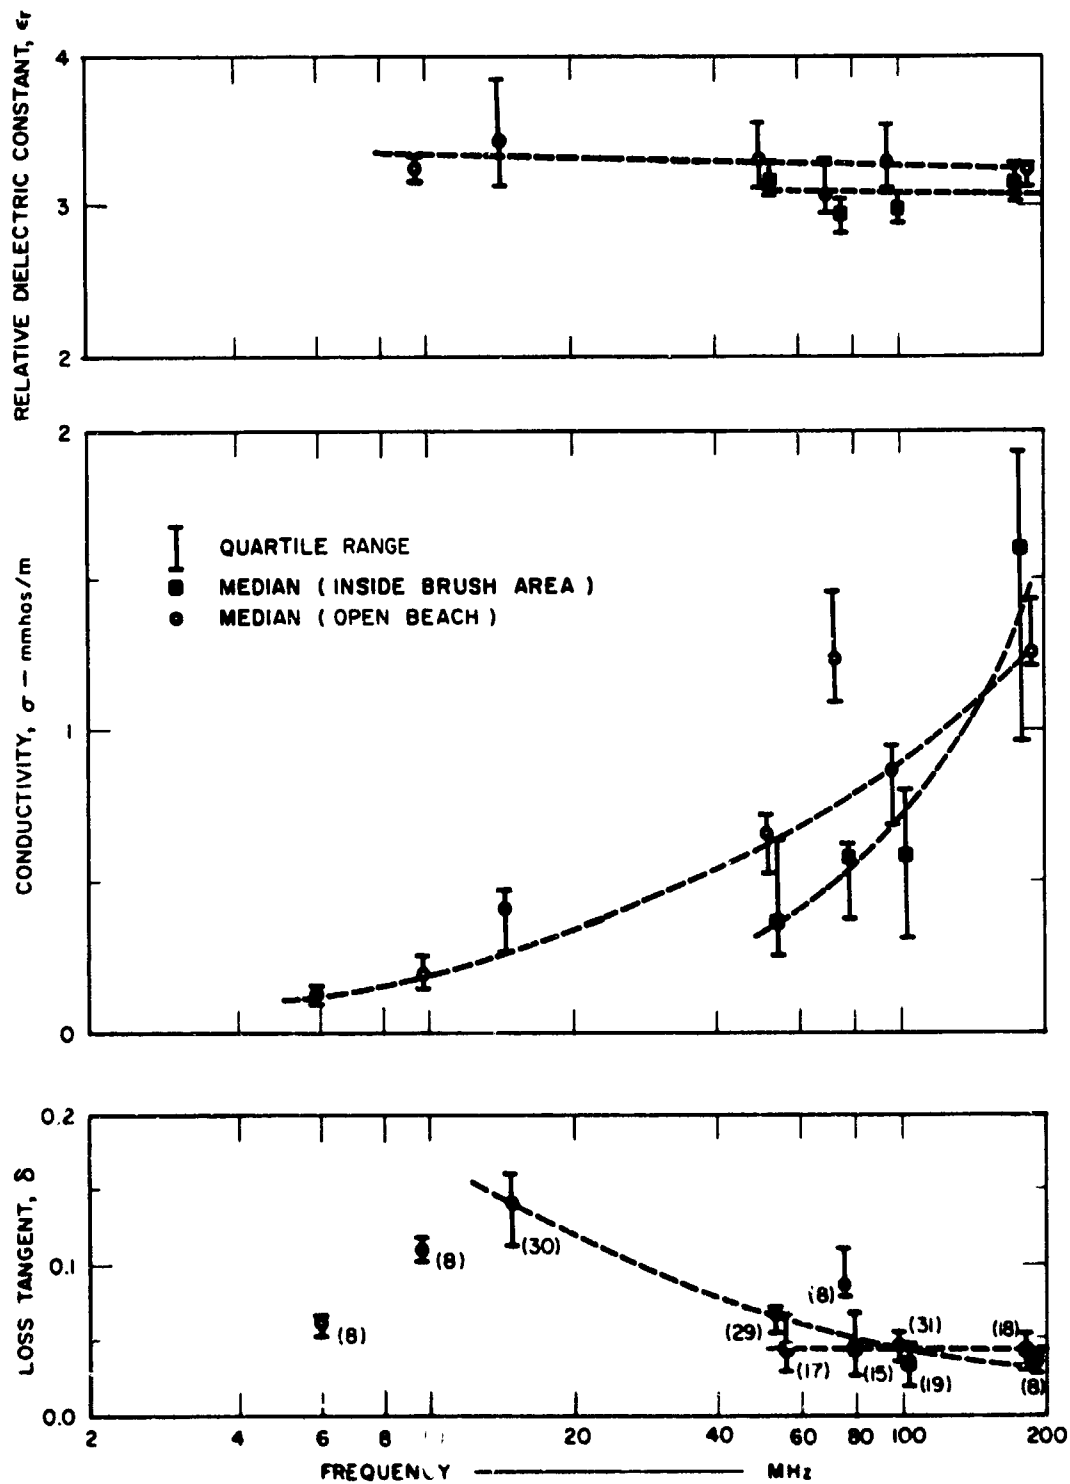 RELATIVE DIELECTRIC CONSTANT, εr
4
3
2
CONDUCTIVITY, σ — mmhos/m
2
1
0
QUARTILE RANGE
MEDIAN ( INSIDE BRUSH AREA )
MEDIAN ( OPEN BEACH )
LOSS TANGENT, δ
0.2
0.1
0.0
(8)
(8)
(30)
(29)
(17)
(8)
(15)
(31)
(19)
(18)
(8)
2 4 6 8 20 40 60 80 100 200
FREQUENCY MHz